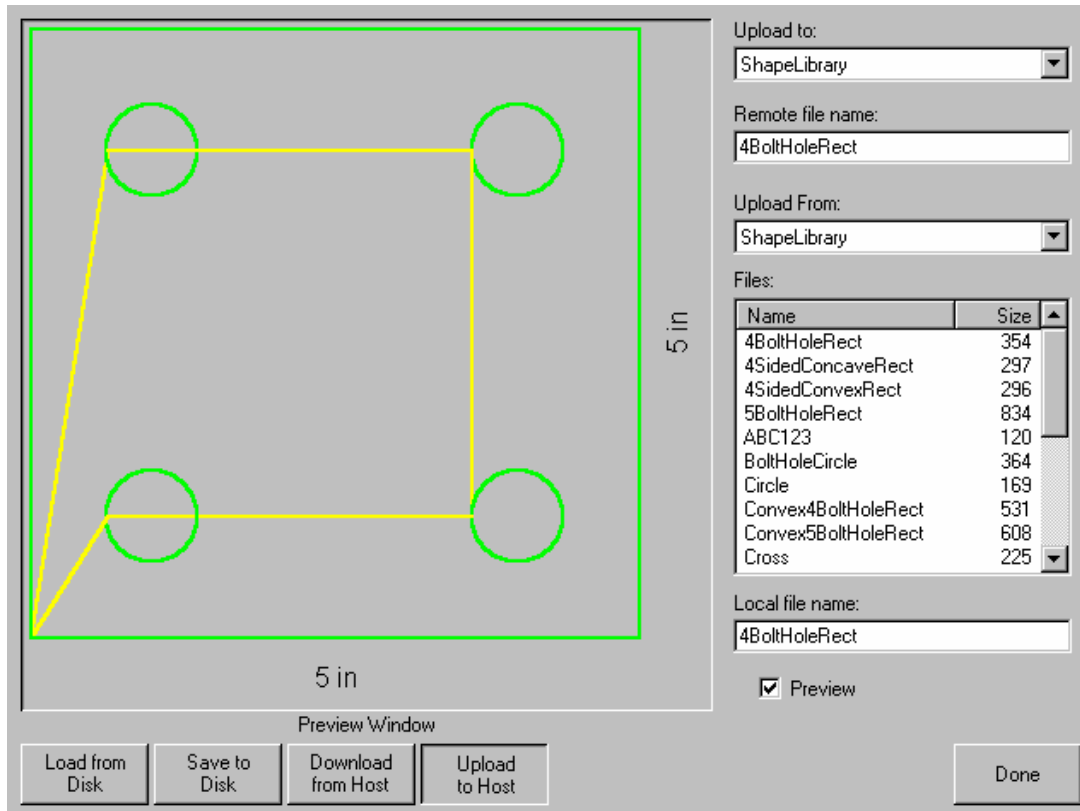 5 in
5 in
Preview Window
Load from
Disk
Save to
Disk
Download
from Host
Upload
to Host
Upload to:
ShapeLibrary
Remote file name:
4BoltHoleRect
Upload From:
ShapeLibrary
Files:
Name Size
4BoltHoleRect 354
4SidedConcaveRect 297
4SidedConvexRect 296
5BoltHoleRect 834
ABC123 120
BoltHoleCircle 364
Circle 169
Convex4BoltHoleRect 531
Convex5BoltHoleRect 608
Cross 225
Local file name:
4BoltHoleRect
Preview
Done